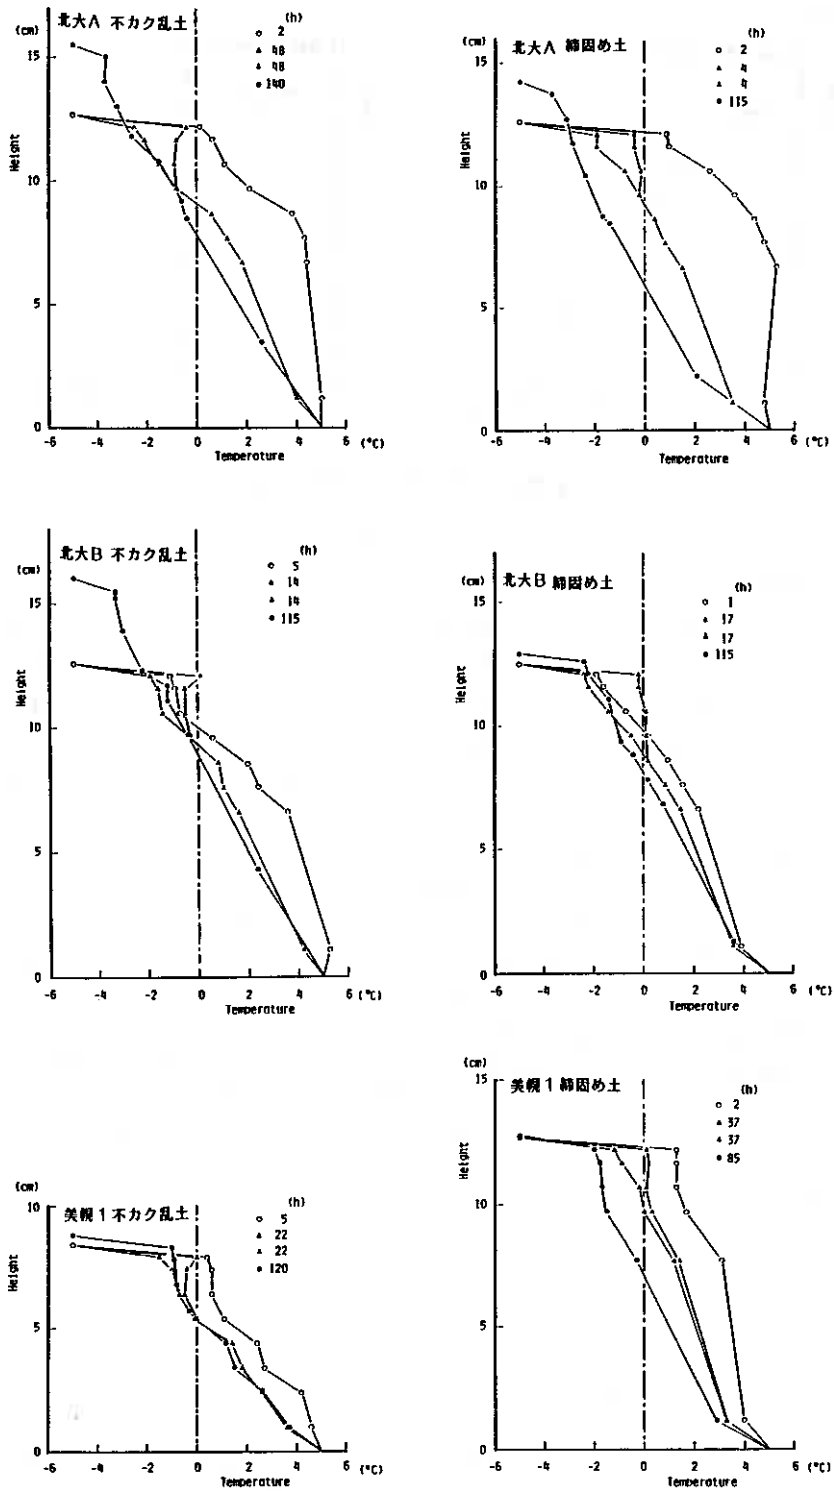 北大A 不カク乱土
(h)
○ 2
▲ 48
▲ 48
● 140
(cm)
15
10
5
0
Height
-6 -4 -2 0 2 4 6 (°C)
Temperature
北大A 締固め土
(h)
○ 2
▲ 4
▲ 4
● 115
(cm)
15
10
5
0
Height
-6 -4 -2 0 2 4 6 (°C)
Temperature
北大B 不カク乱土
(h)
○ 5
▲ 14
▲ 14
● 115
(cm)
15
10
5
0
Height
-6 -4 -2 0 2 4 6 (°C)
Temperature
北大B 締固め土
(h)
○ 1
▲ 17
▲ 17
● 115
(cm)
15
10
5
0
Height
-6 -4 -2 0 2 4 6 (°C)
Temperature
美幌1不カク乱土
(h)
○ 5
▲ 22
▲ 22
● 120
(cm)
10
5
0
Height
-6 -4 -2 0 2 4 6 (°C)
Temperature
美幌1締固め土
(h)
○ 2
▲ 37
▲ 37
● 85
(cm)
15
10
5
0
Height
-6 -4 -2 0 2 4 6 (°C)
Temperature